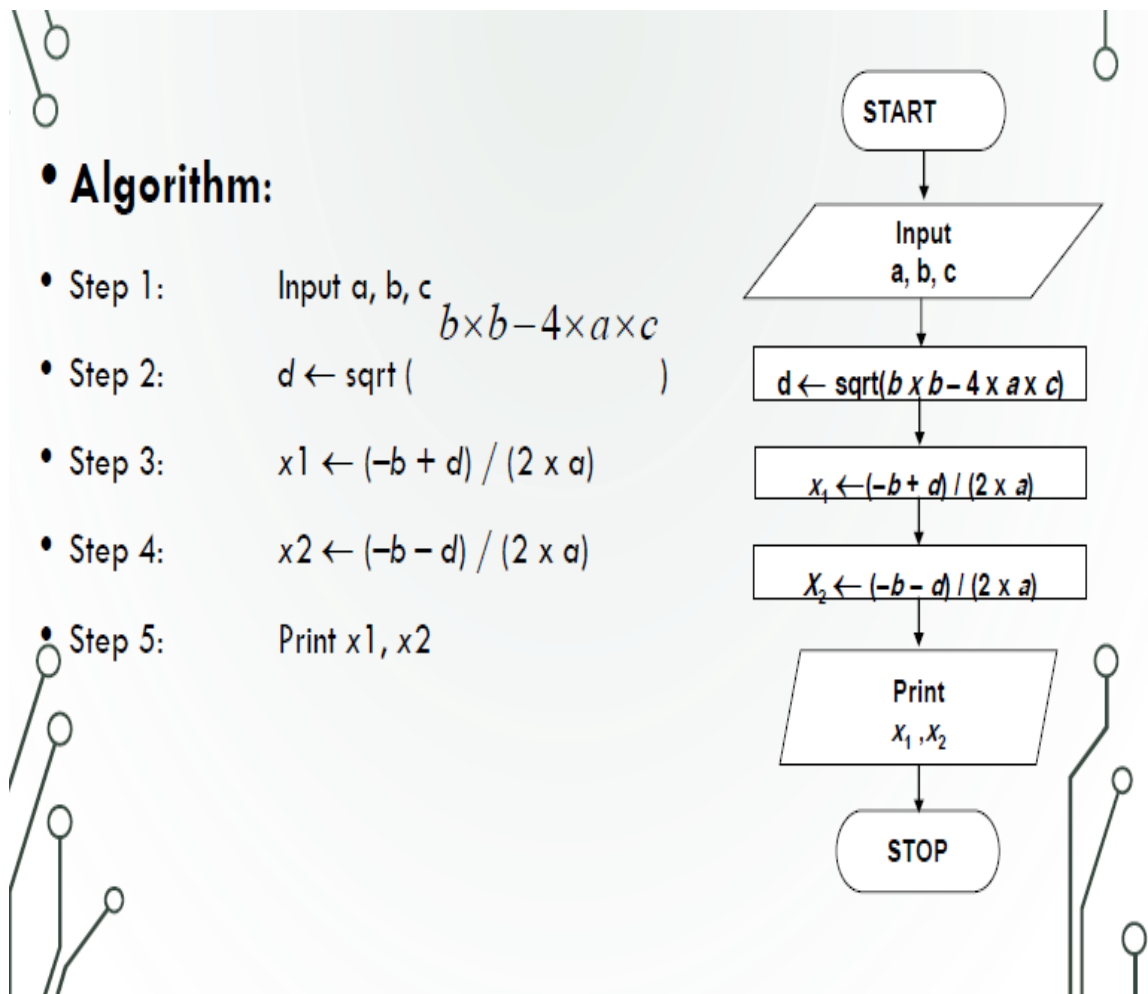 • Algorithm:
• Step 1: Input a, b, c
b×b−4×a×c
• Step 2: d ← sqrt ( )
• Step 3: x1 ← (–b + d) / (2 x a)
• Step 4: x2 ← (–b – d) / (2 x a)
• Step 5: Print x1, x2
START
Input
a, b, c
d ← sqrt(b x b – 4 x a x c)
x₁ ←(–b + d) / (2 x a)
X₂ ← (–b – d) / (2 x a)
Print
x₁ ,x₂
STOP